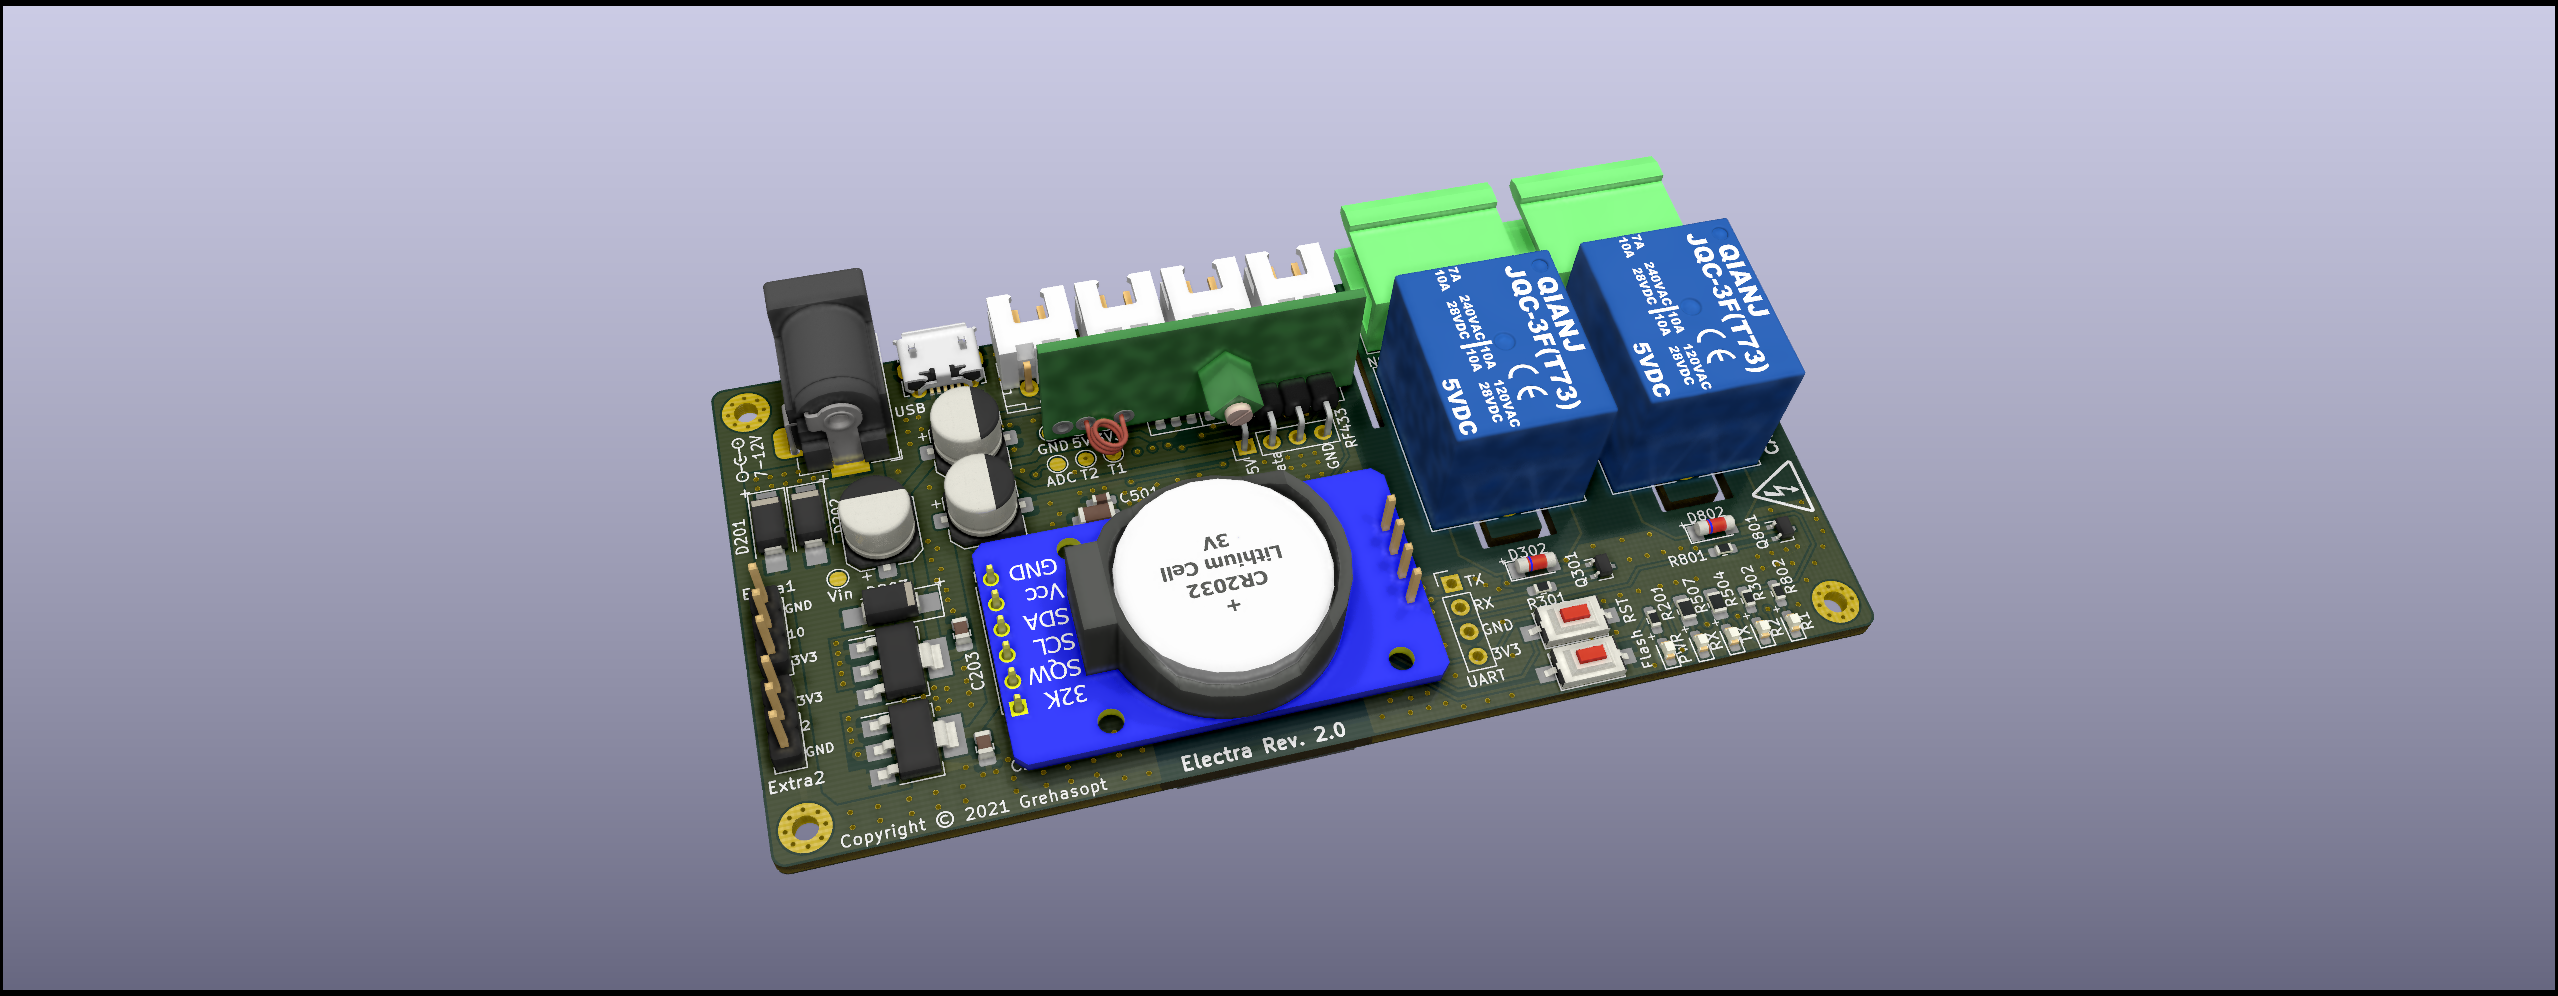 QIANJ
JQC-3F(T73)
7A 240VAC 10A 120VAC
10A 28VDC 10A 28VDC
5VDC
QIANJ
JQC-3F(T73)
7A 240VAC 10A 120VAC
10A 28VDC 10A 28VDC
5VDC
USB
7-12V
GND
ADC T2 T1
5V
GND
RF433
C501
D201
D202
Vin
GND
10
3V3
3V3
2
GND
Extra2
C203
GND
Vcc
SDA
SCL
SQW
32K
+
CR2032
Lithium Cell
3V
TX
RX
GND
3V3
UART
D302
Q301
R301
D802
Q801
R801
RST
Flash
R201
R507
R504
R302
R802
PWR
RX
TX
R2
R1
Electra Rev. 2.0
Copyright © 2021 Grehasopt